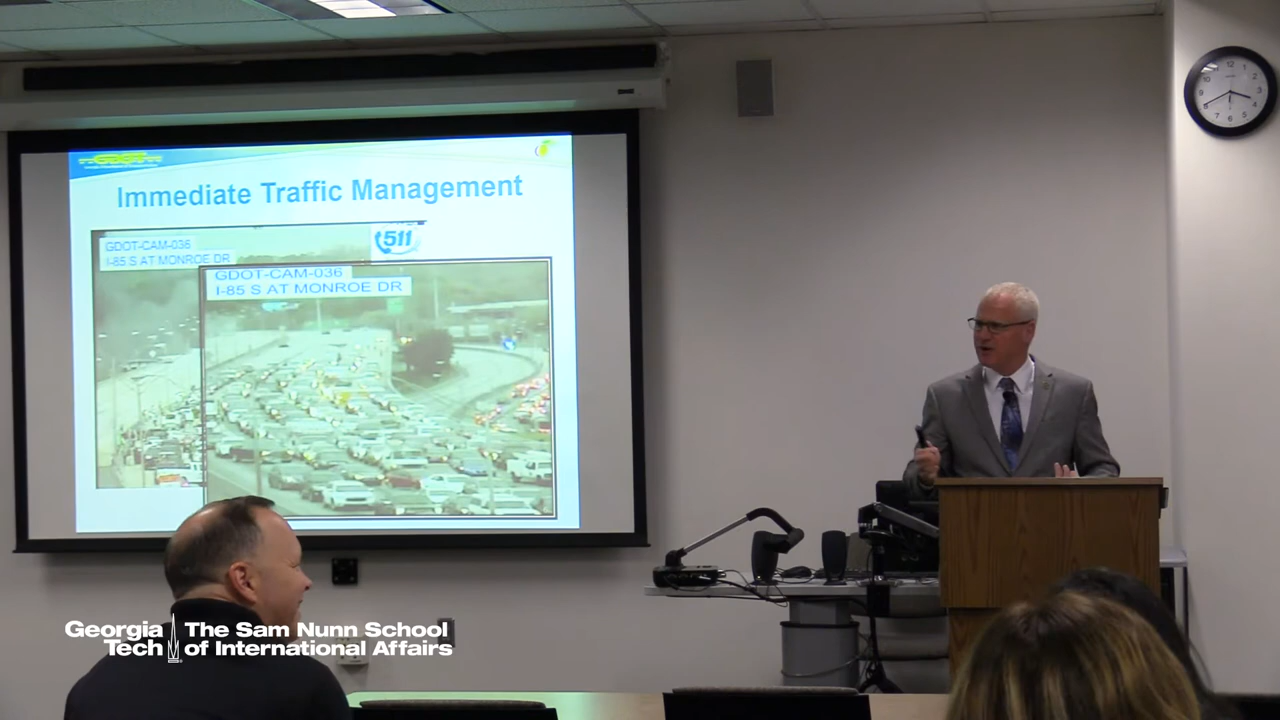 GDOT
Immediate Traffic Management
GDOT-CAM-036
I-85 S AT MONROE DR
511
GDOT-CAM-036
I-85 S AT MONROE DR
Georgia Tech
The Sam Nunn School
of International Affairs